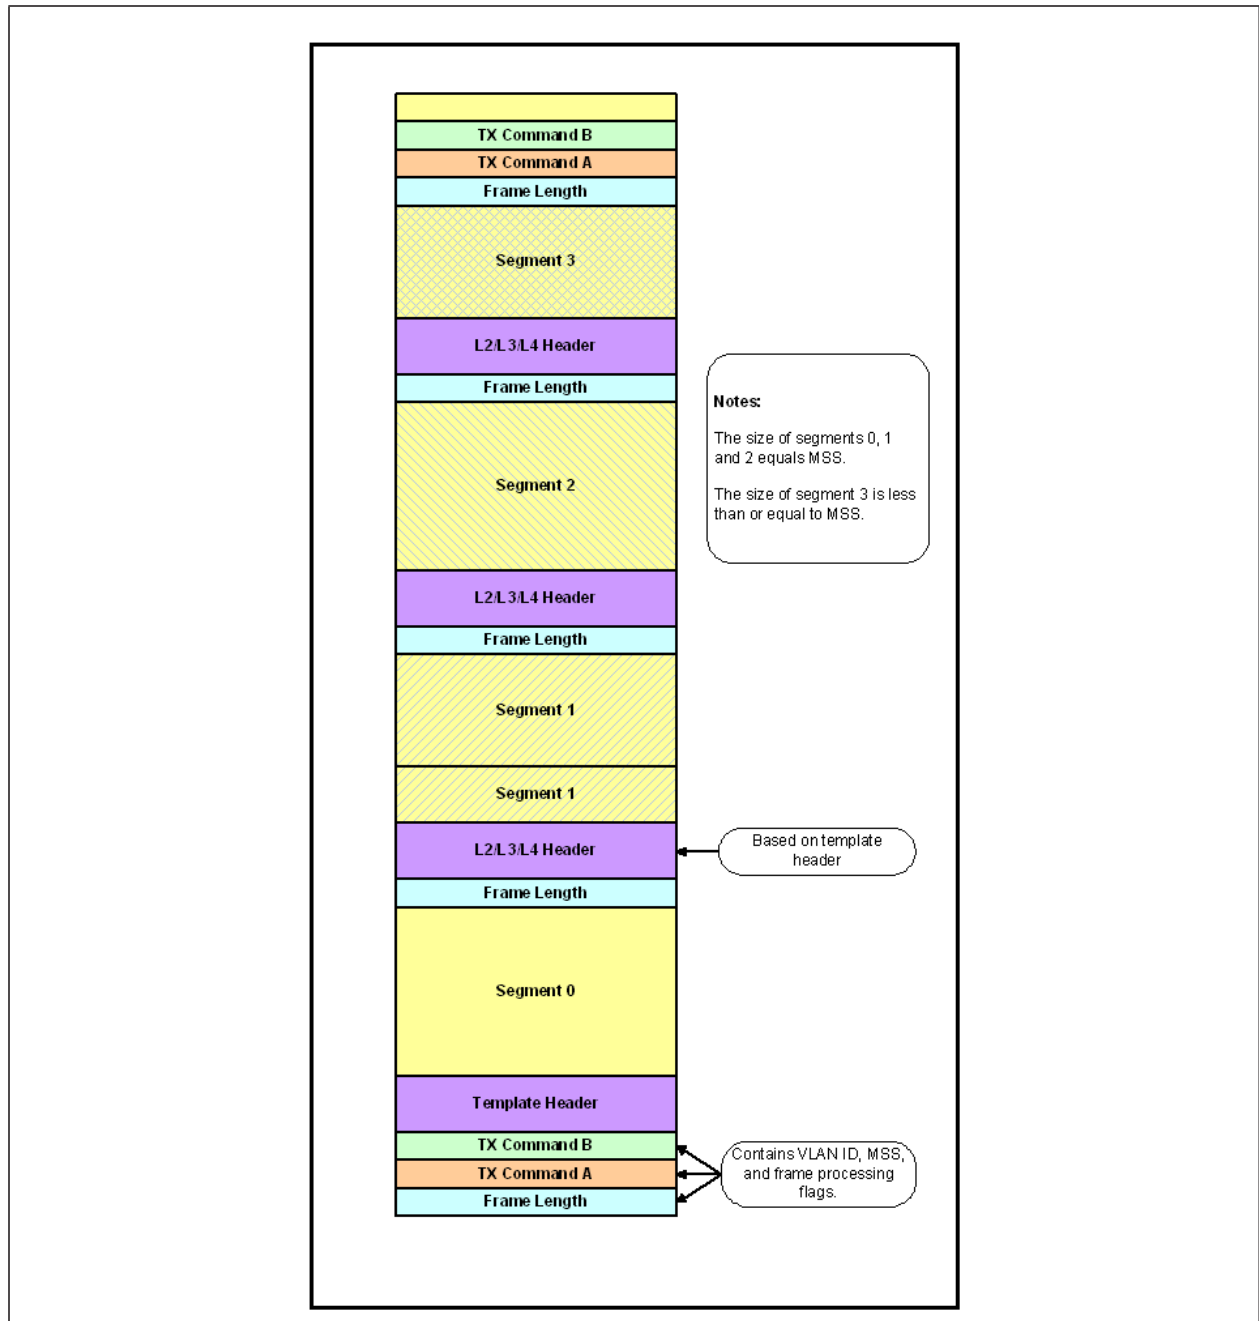 TX Command B
TX Command A
Frame Length
Segment 3
L2/L3/L4 Header
Frame Length
Notes:
The size of segments 0, 1
and 2 equals MSS.
The size of segment 3 is less
than or equal to MSS.
Segment 2
L2/L3/L4 Header
Frame Length
Segment 1
Segment 1
L2/L3/L4 Header
Based on template
header
Frame Length
Segment 0
Template Header
TX Command B
TX Command A
Frame Length
Contains VLAN ID, MSS,
and frame processing
flags.